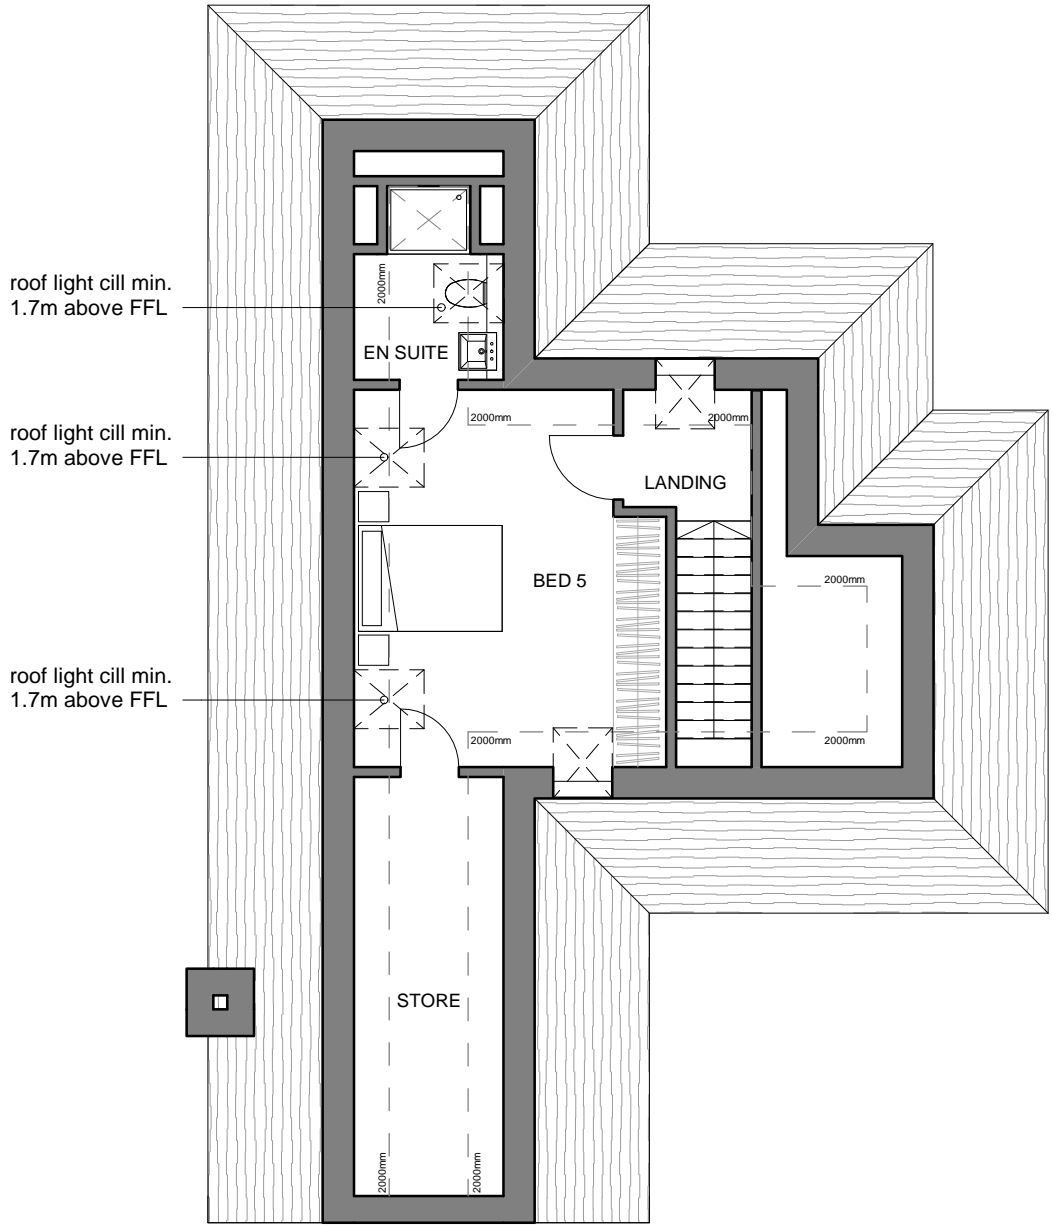 roof light cill min.
1.7m above FFL
2000mm
EN SUITE
roof light cill min.
1.7m above FFL
2000mm
2000mm
LANDING
BED 5
2000mm
roof light cill min.
1.7m above FFL
2000mm
2000mm
STORE
2000mm
2000mm